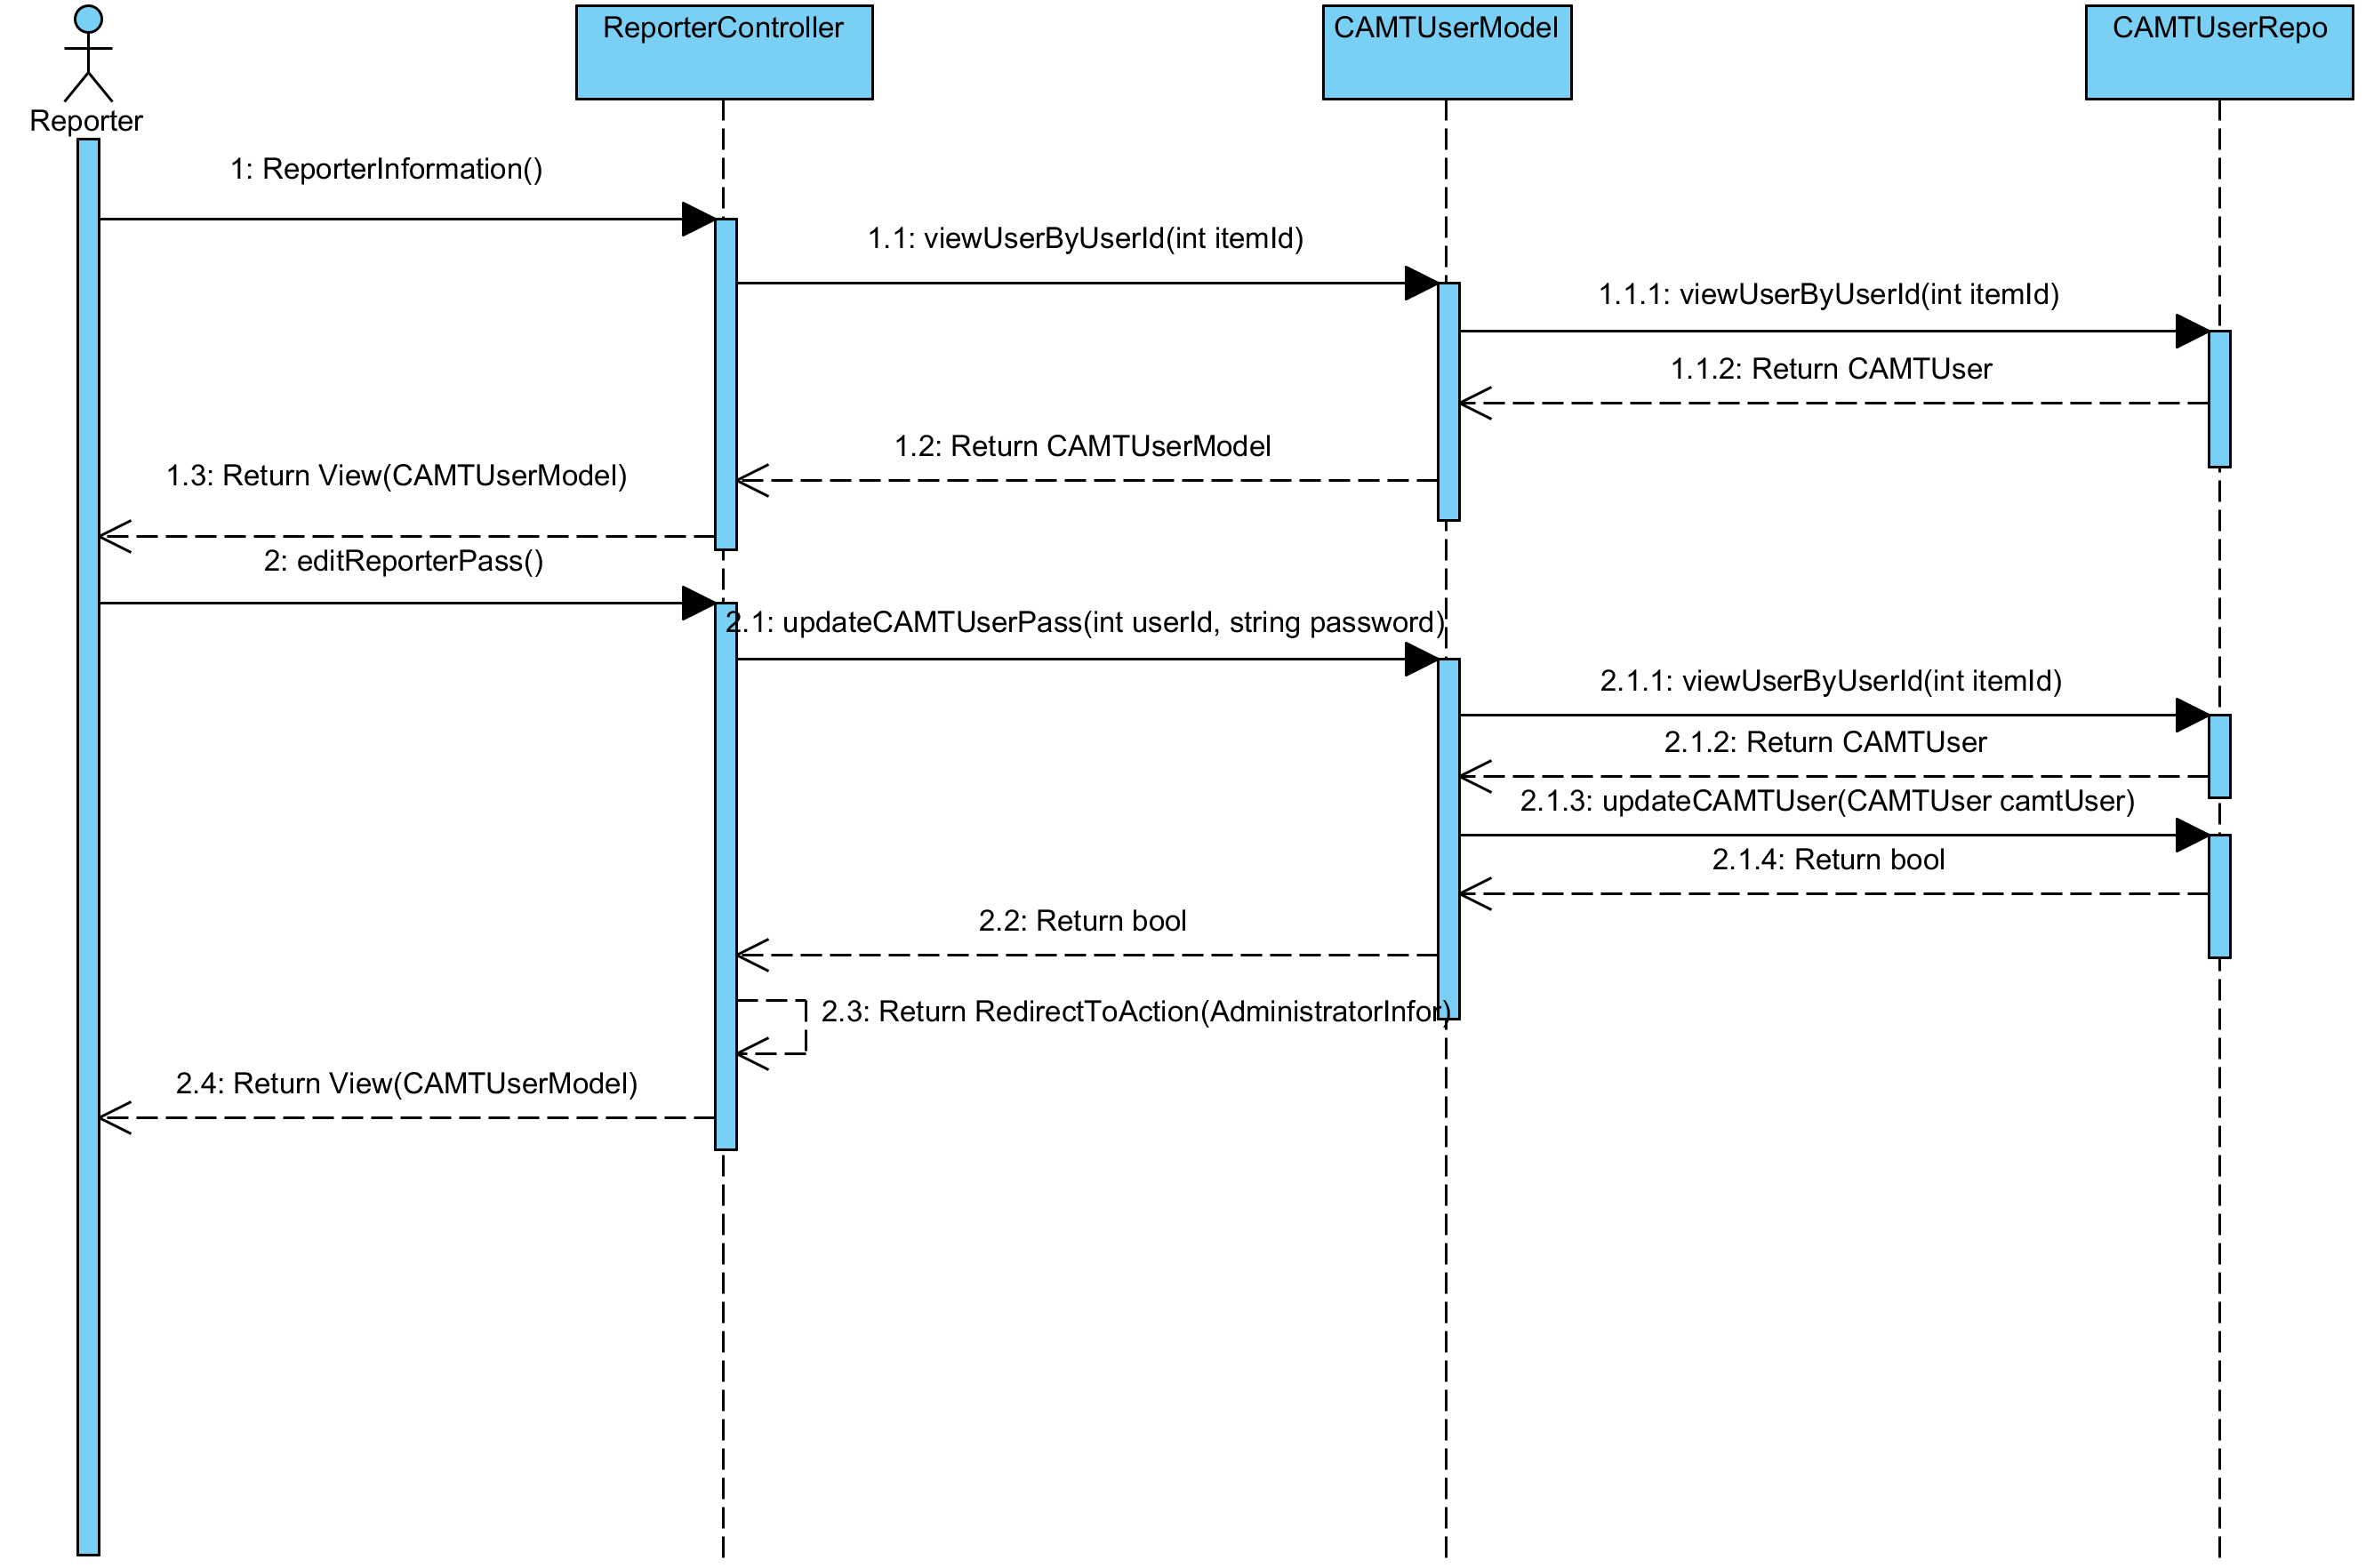 ReporterController
CAMTUserModel
CAMTUserRepo
Reporter
1: ReporterInformation()
1.1: viewUserByUserId(int itemId)
1.1.1: viewUserByUserId(int itemId)
1.1.2: Return CAMTUser
1.2: Return CAMTUserModel
1.3: Return View(CAMTUserModel)
2: editReporterPass()
2.1: updateCAMTUserPass(int userId, string password)
2.1.1: viewUserByUserId(int itemId)
2.1.2: Return CAMTUser
2.1.3: updateCAMTUser(CAMTUser camtUser)
2.1.4: Return bool
2.2: Return bool
2.3: Return RedirectToAction(AdministratorInfor)
2.4: Return View(CAMTUserModel)